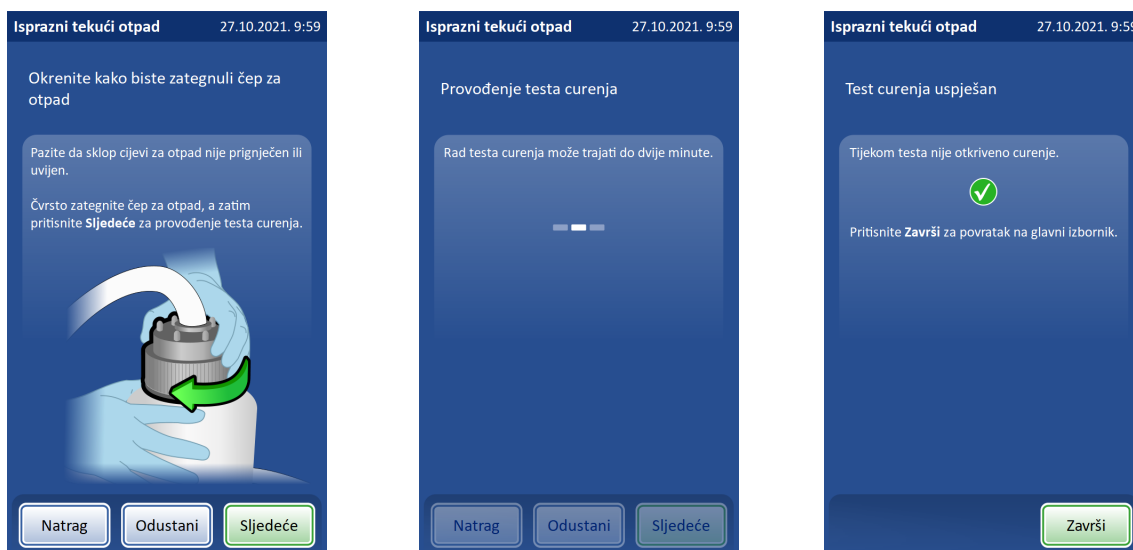 Isprazni tekući otpad 27.10.2021. 9:59
Okrenite kako biste zategnuli čep za
otpad
Pazite da sklop cijevi za otpad nije prignječen ili
uvijen.
Čvrsto zategnite čep za otpad, a zatim
pritisnite Sljedeće za provođenje testa curenja.
Natrag Odustani Sljedeće
Isprazni tekući otpad 27.10.2021. 9:59
Provođenje testa curenja
Rad testa curenja može trajati do dvije minute.
Natrag Odustani Sljedeće
Isprazni tekući otpad 27.10.2021. 9:59
Test curenja uspješan
Tijekom testa nije otkriveno curenje.
Pritisnite Završi za povratak na glavni izbornik.
Završi